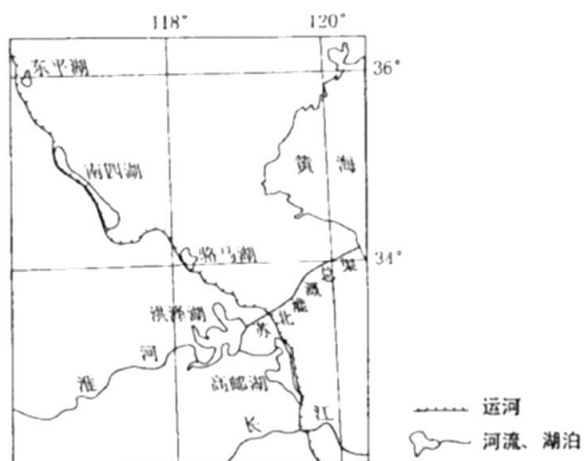 118°
120°
东平湖
36°
南四湖
黄海
骆马湖
34°
苏北灌溉总渠
洪泽湖
淮河
高邮湖
长江
运河
河流、湖泊